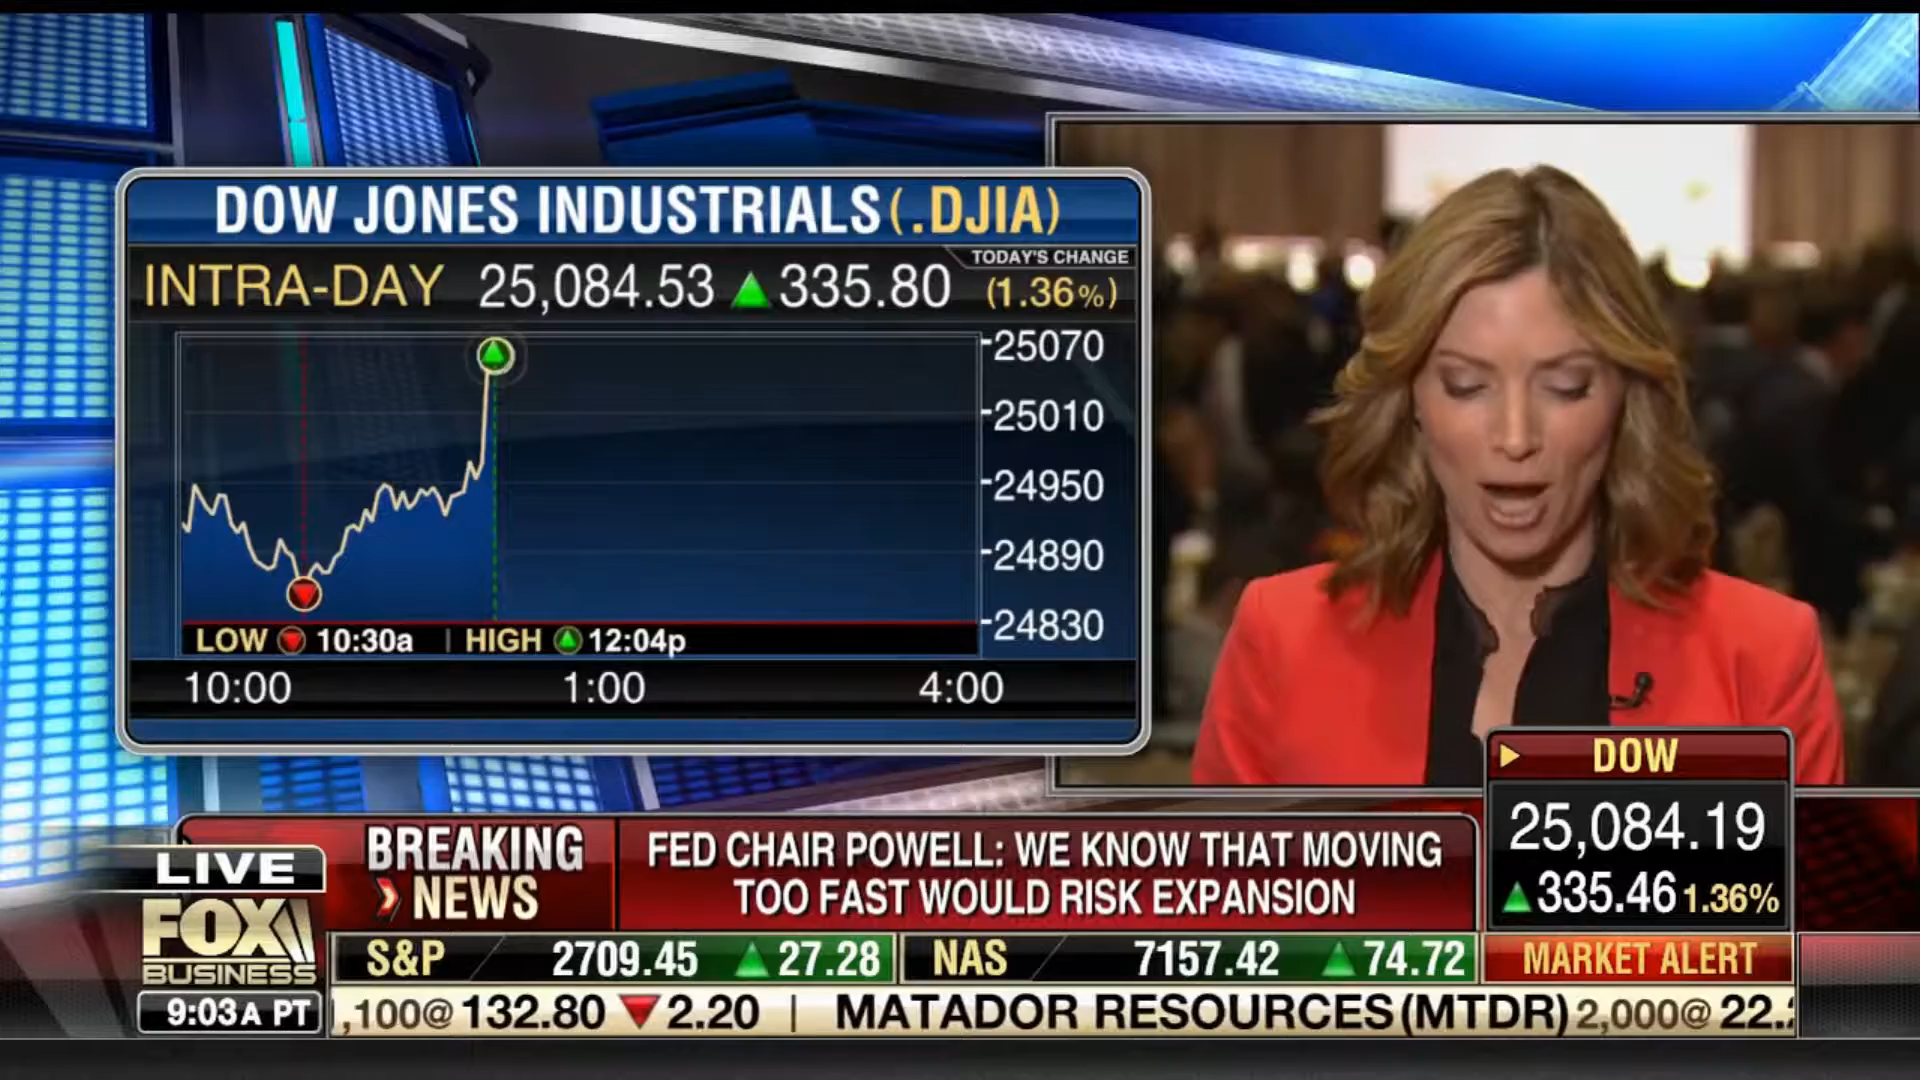 DOW JONES INDUSTRIALS (.DJIA)
TODAY'S CHANGE
INTRA-DAY 25,084.53 ▲ 335.80 (1.36%)
25070
25010
24950
24890
24830
LOW ▼ 10:30a | HIGH ▲ 12:04p
10:00 1:00 4:00
DOW
25,084.19
▲ 335.46 1.36%
MARKET ALERT
BREAKING
NEWS
FED CHAIR POWELL: WE KNOW THAT MOVING
TOO FAST WOULD RISK EXPANSION
LIVE
FOX
BUSINESS
9:03A PT
S&P 2709.45 ▲ 27.28 NAS 7157.42 ▲ 74.72
,100@ 132.80 ▼ 2.20 | MATADOR RESOURCES (MTDR) 2,000@ 22.